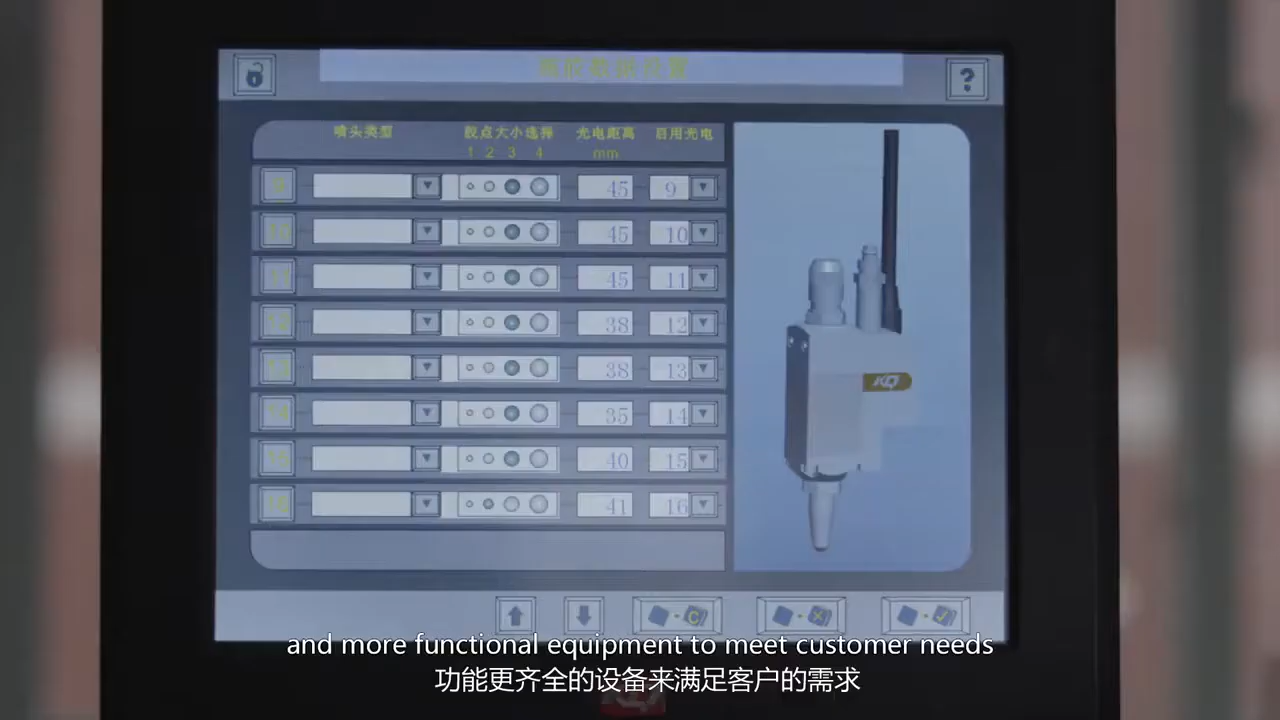 ?
喷头类型 胶点大小选择 光电距离 启用光电
1 2 3 4 mm
9 45 9
10 45 10
11 45 11
12 38 12
13 38 13
14 35 14
15 40 15
16 41 16
KQ
C
and more functional equipment to meet customer needs
功能更齐全的设备来满足客户的需求